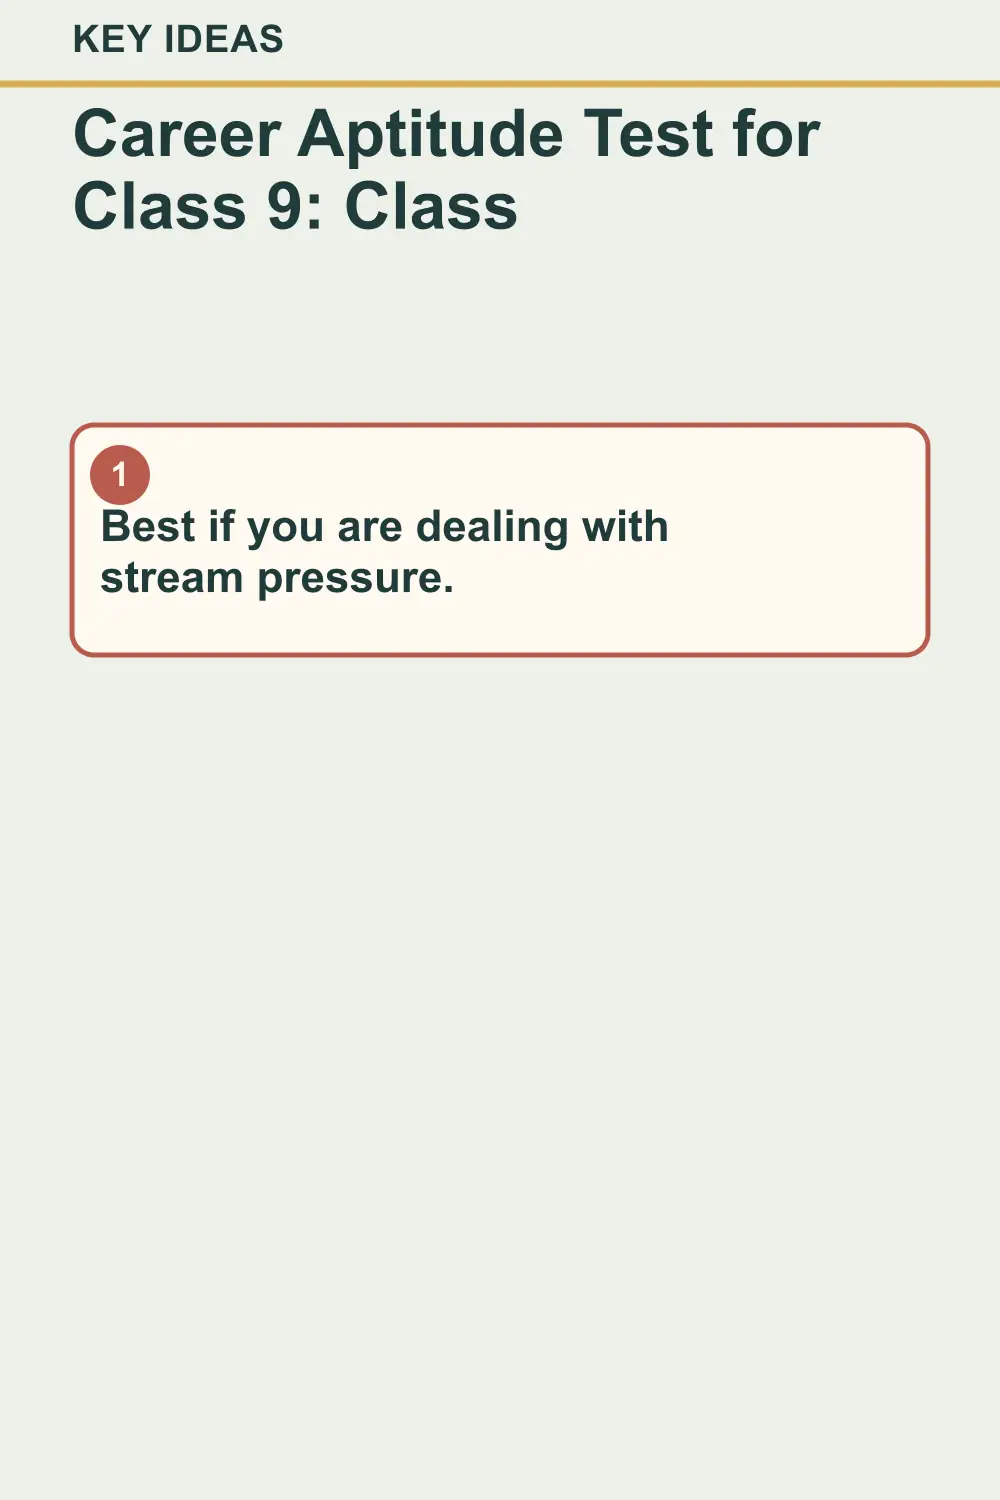 KEY IDEAS
Career Aptitude Test for
Class 9: Class
1
Best if you are dealing with
stream pressure.